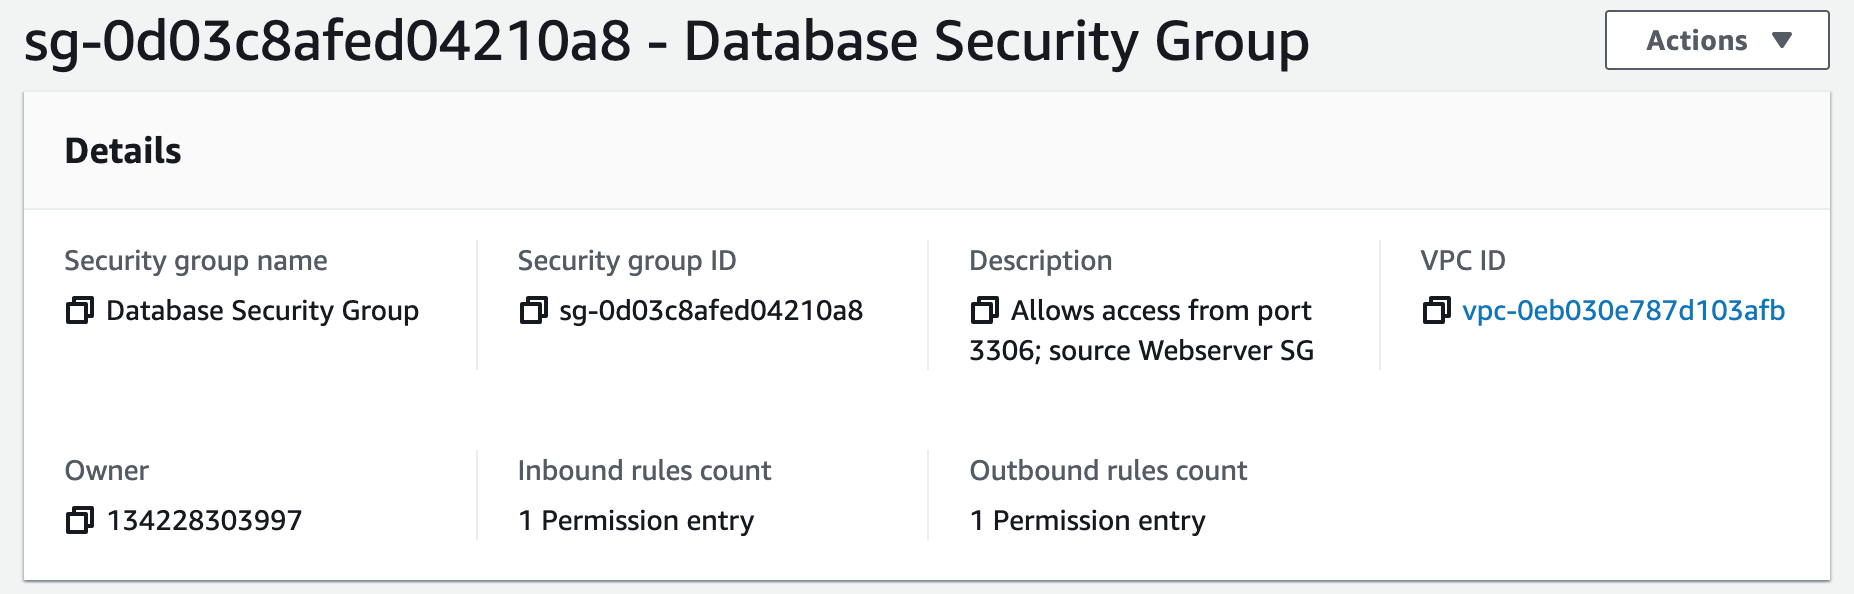 sg-0d03c8afed04210a8 - Database Security Group
Actions
Details
Security group name
Database Security Group
Security group ID
sg-0d03c8afed04210a8
Description
Allows access from port
3306; source Webserver SG
VPC ID
vpc-0eb030e787d103afb
Owner
134228303997
Inbound rules count
1 Permission entry
Outbound rules count
1 Permission entry